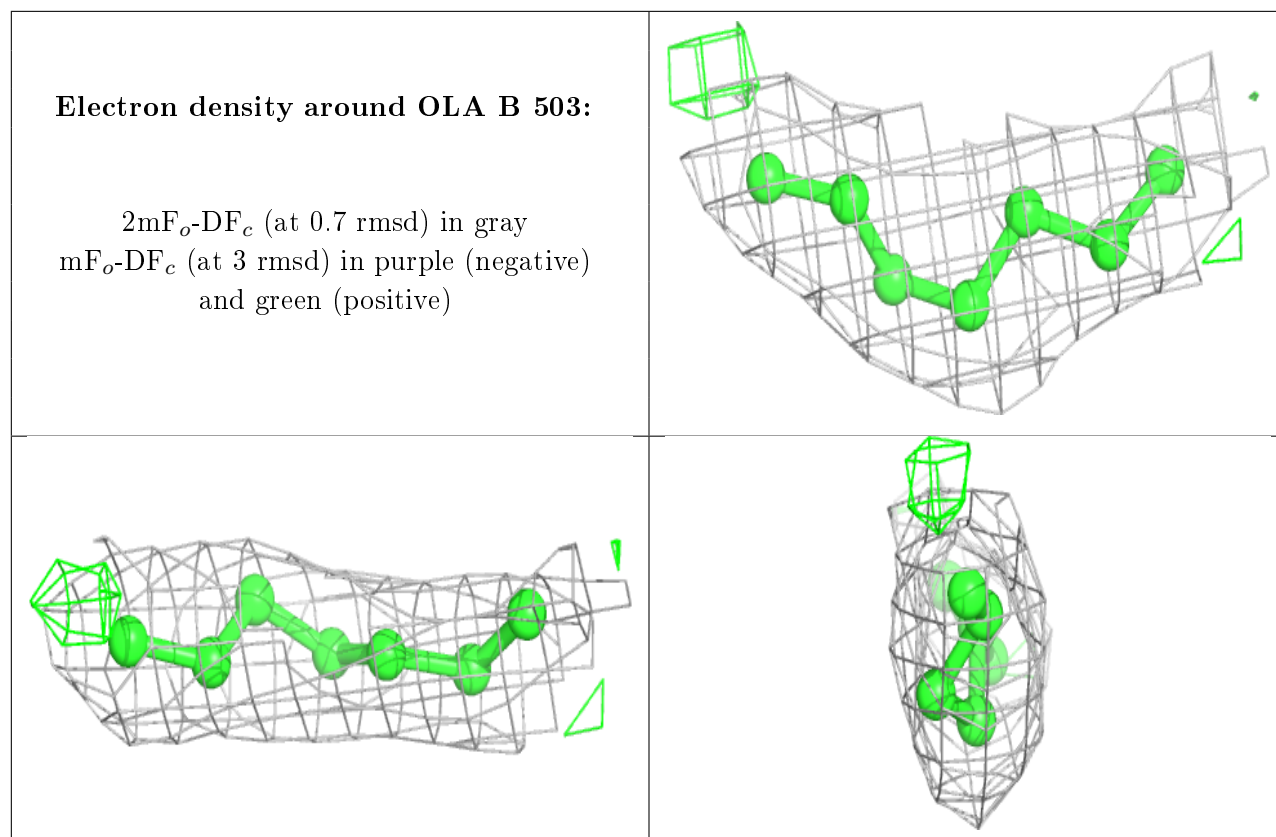 Electron density around OLA B 503:
2mFo-DFc (at 0.7 rmsd) in gray
mFo-DFc (at 3 rmsd) in purple (negative)
and green (positive)